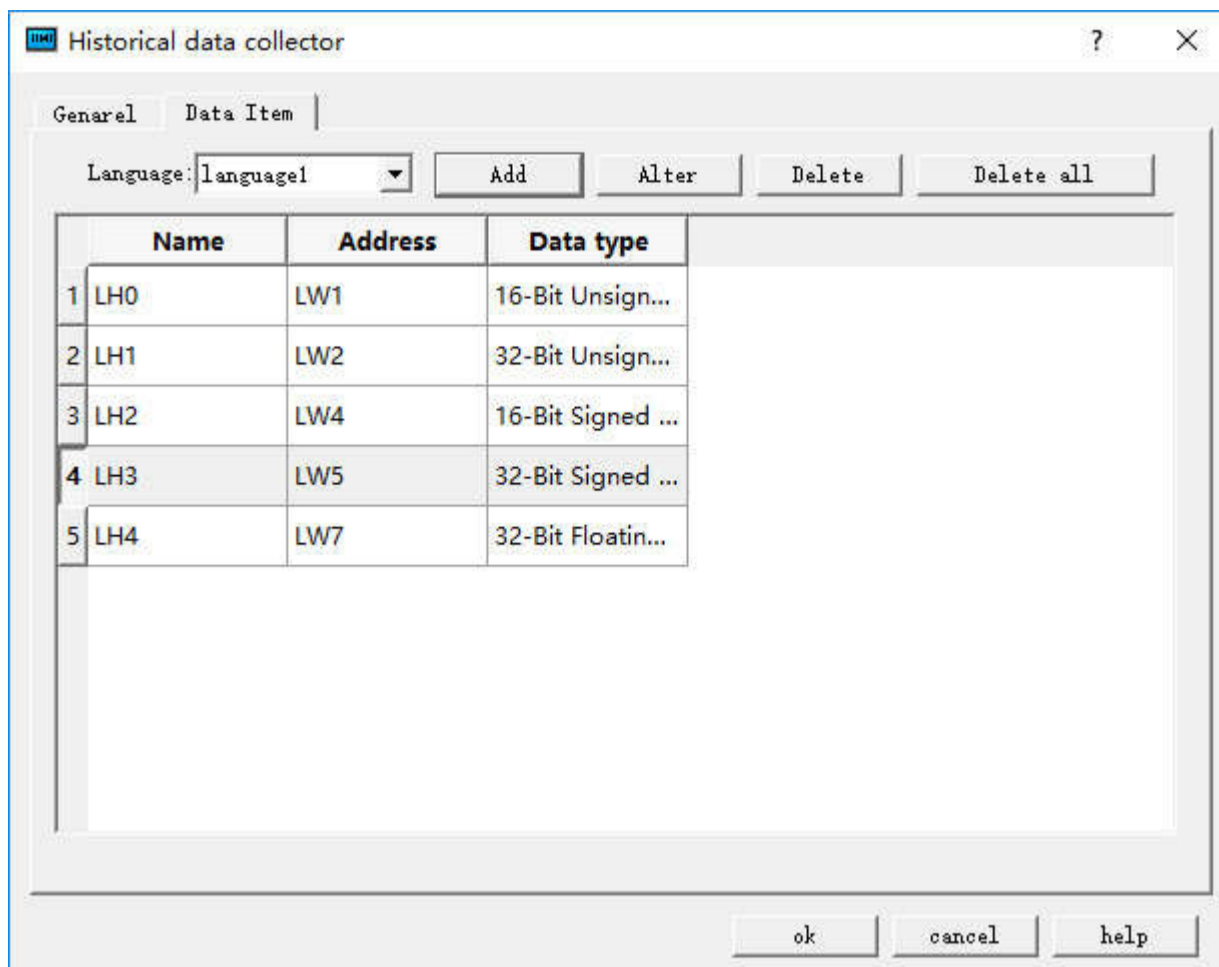 HMI Historical data collector ? ×
Genarel Data Item
Language: language1 Add Alter Delete Delete all
Name Address Data type
1 LH0 LW1 16-Bit Unsign...
2 LH1 LW2 32-Bit Unsign...
3 LH2 LW4 16-Bit Signed ...
4 LH3 LW5 32-Bit Signed ...
5 LH4 LW7 32-Bit Floatin...
ok cancel help